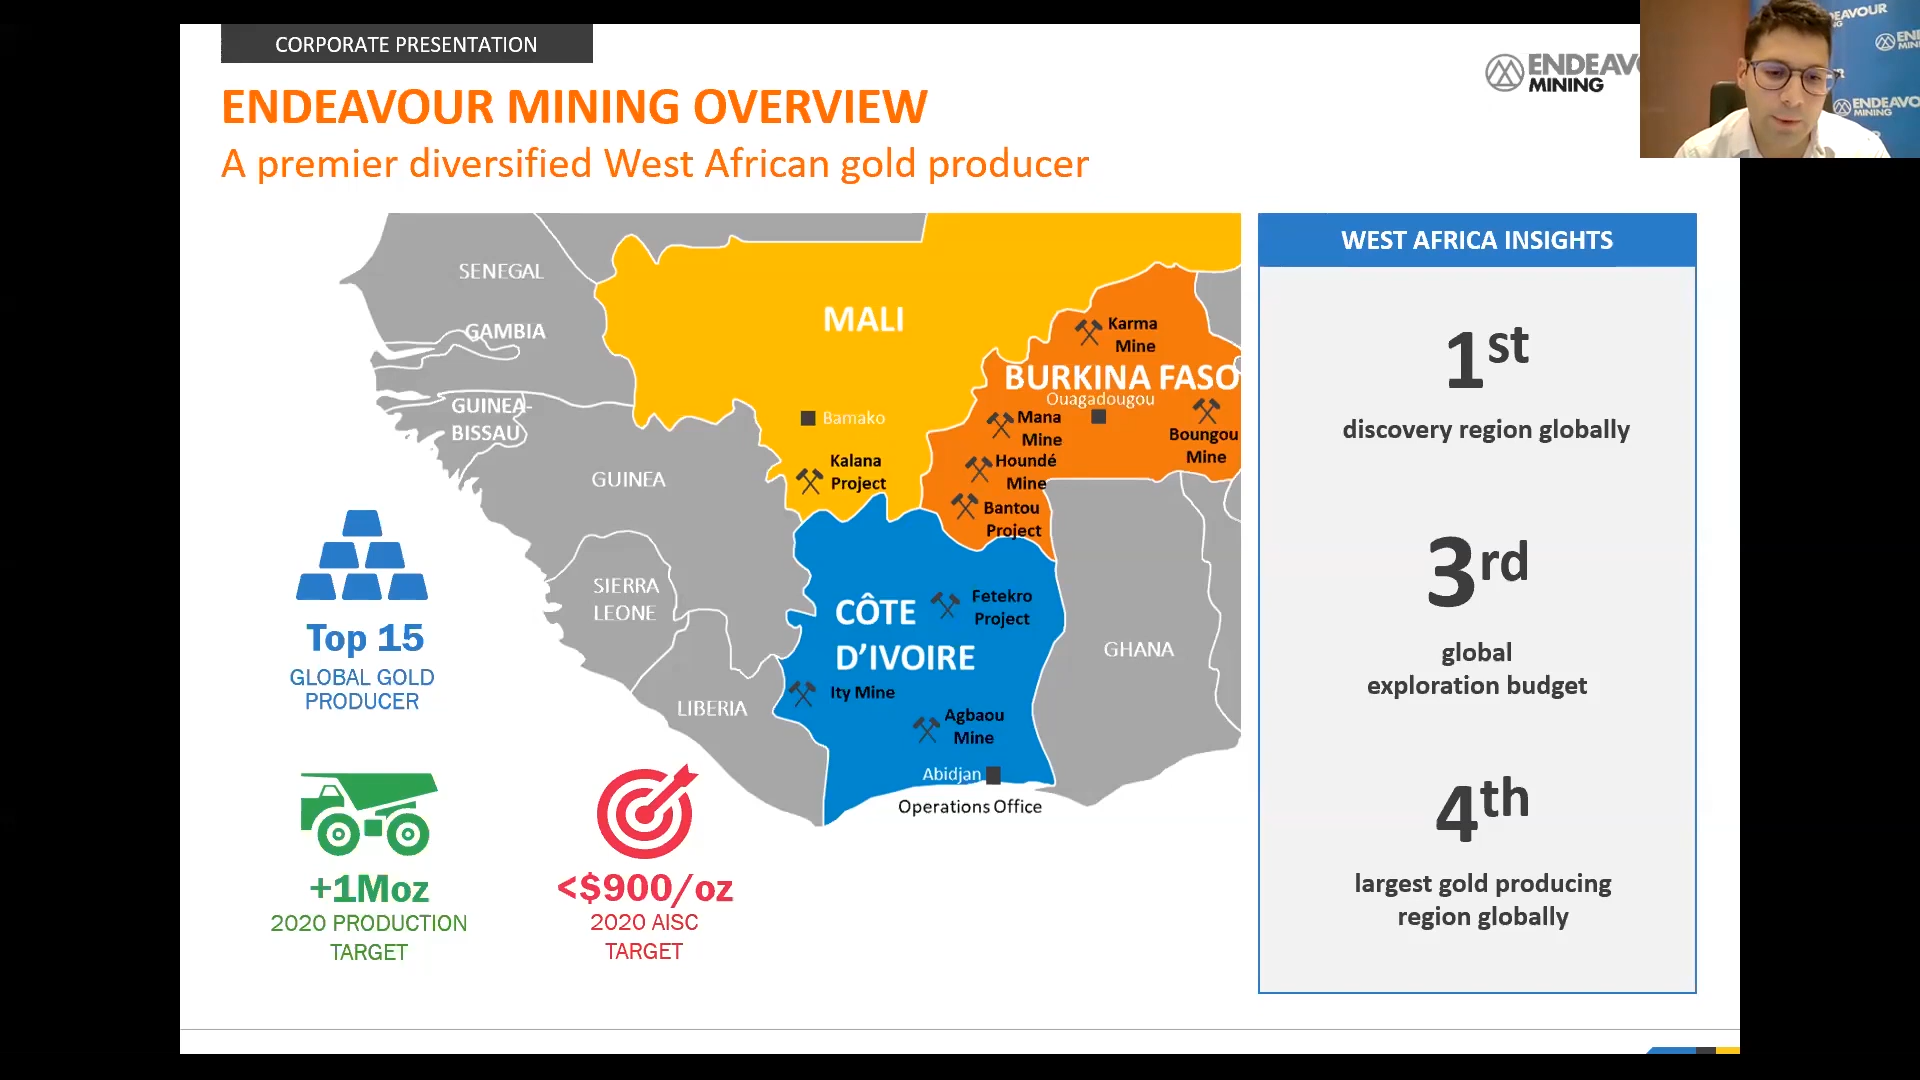 CORPORATE PRESENTATION
ENDEAVOUR MINING OVERVIEW
A premier diversified West African gold producer
MINING
SENEGAL
GAMBIA
GUINEA-
BISSAU
GUINEA
SIERRA
LEONE
LIBERIA
MALI
Bamako
Kalana
Project
Karma
Mine
BURKINA FASO
Ouagadougou
Mana
Mine
Boungou
Mine
Houndé
Mine
Bantou
Project
CÔTE
D'IVOIRE
Fetekro
Project
Ity Mine
Agbaou
Mine
Abidjan
Operations Office
GHANA
Top 15
GLOBAL GOLD
PRODUCER
+1Moz
2020 PRODUCTION
TARGET
<$900/oz
2020 AISC
TARGET
WEST AFRICA INSIGHTS
1st
discovery region globally
3rd
global
exploration budget
4th
largest gold producing
region globally
MINING